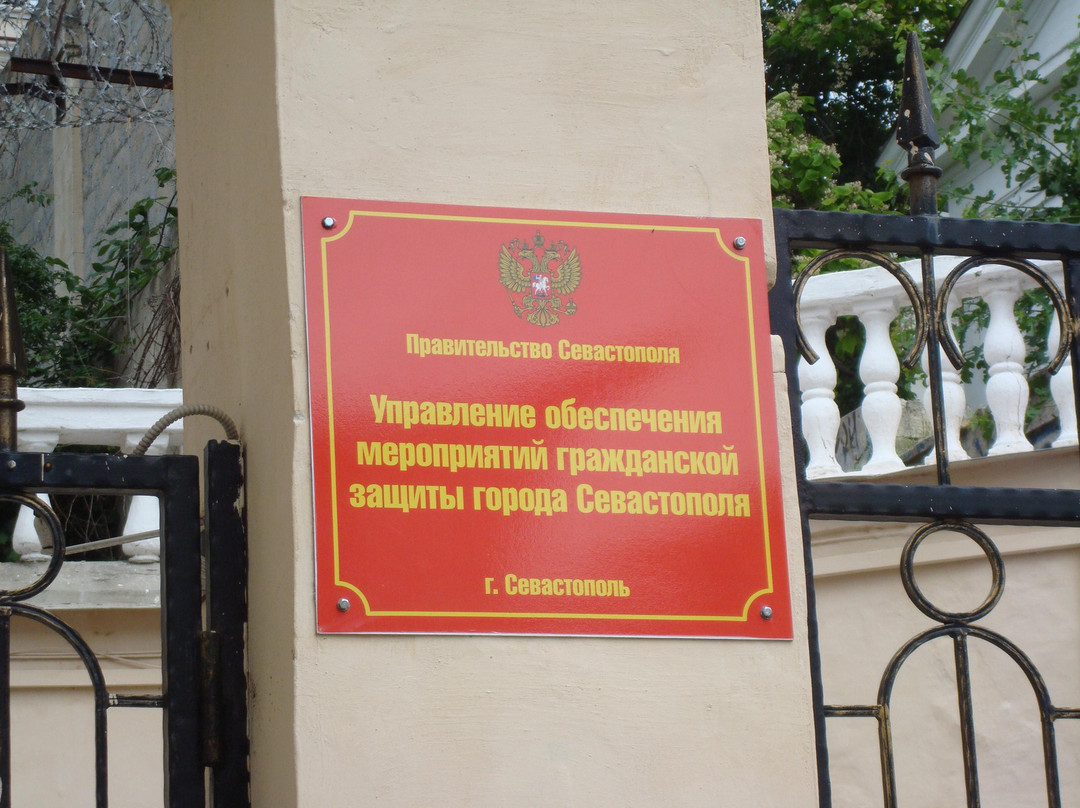 Правительство Севастополя
Управление обеспечения
мероприятий гражданской
защиты города Севастополя
г. Севастополь